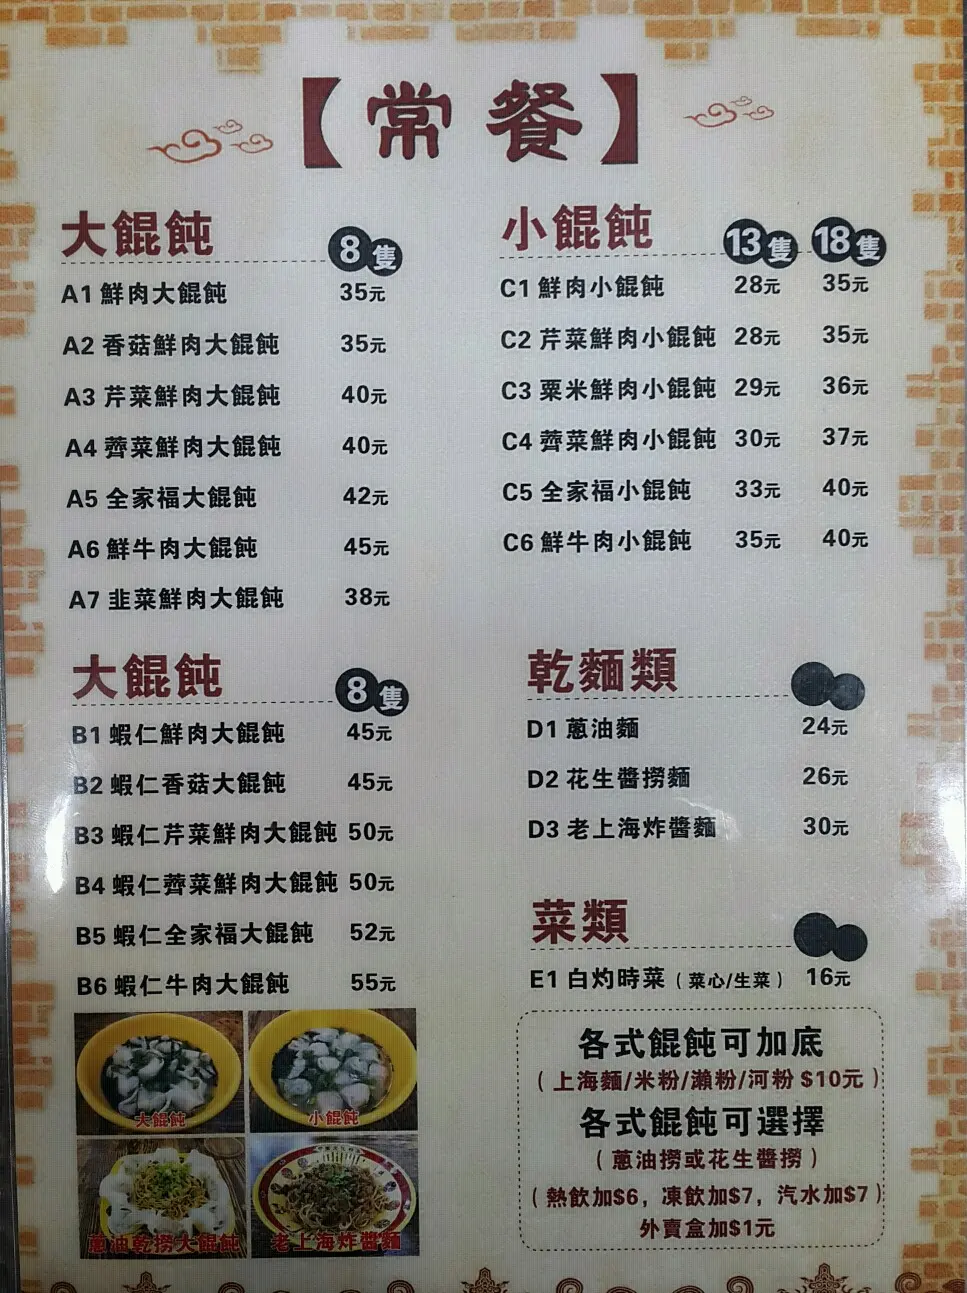 【常餐】
大餛飩 8隻
A1 鮮肉大餛飩 35元
A2 香菇鮮肉大餛飩 35元
A3 芹菜鮮肉大餛飩 40元
A4 薺菜鮮肉大餛飩 40元
A5 全家福大餛飩 42元
A6 鮮牛肉大餛飩 45元
A7 韭菜鮮肉大餛飩 38元
大餛飩 8隻
B1 蝦仁鮮肉大餛飩 45元
B2 蝦仁香菇大餛飩 45元
B3 蝦仁芹菜鮮肉大餛飩 50元
B4 蝦仁薺菜鮮肉大餛飩 50元
B5 蝦仁全家福大餛飩 52元
B6 蝦仁牛肉大餛飩 55元
大餛飩
小餛飩
蔥油乾撈大餛飩
老上海炸醬麵
小餛飩 13隻 18隻
C1 鮮肉小餛飩 28元 35元
C2 芹菜鮮肉小餛飩 28元 35元
C3 粟米鮮肉小餛飩 29元 36元
C4 薺菜鮮肉小餛飩 30元 37元
C5 全家福小餛飩 33元 40元
C6 鮮牛肉小餛飩 35元 40元
乾麵類
D1 蔥油麵 24元
D2 花生醬撈麵 26元
D3 老上海炸醬麵 30元
菜類
E1 白灼時菜（菜心/生菜） 16元
各式餛飩可加底
（上海麵/米粉/瀨粉/河粉 $10元）
各式餛飩可選擇
（蔥油撈或花生醬撈）
（熱飲加$6，凍飲加$7，汽水加$7）
外賣盒加$1元